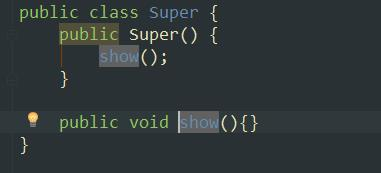 public class Super {
public Super() {
show();
}
public void show(){}
}